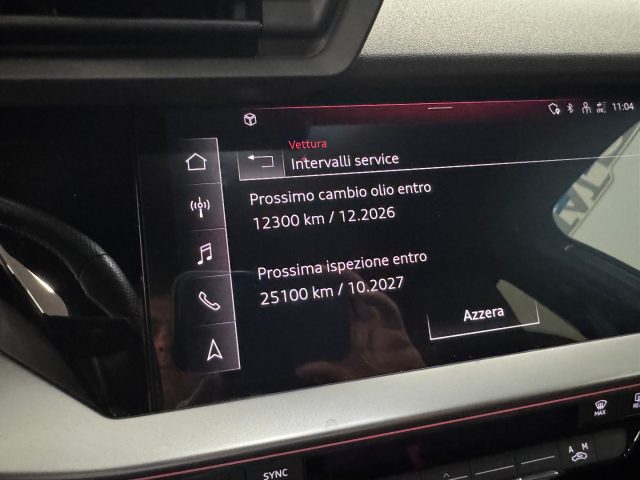 11:04
Vettura
Intervalli service
Prossimo cambio olio entro
12300 km / 12.2026
Prossima ispezione entro
25100 km / 10.2027
Azzera
MAX
A M
SYNC